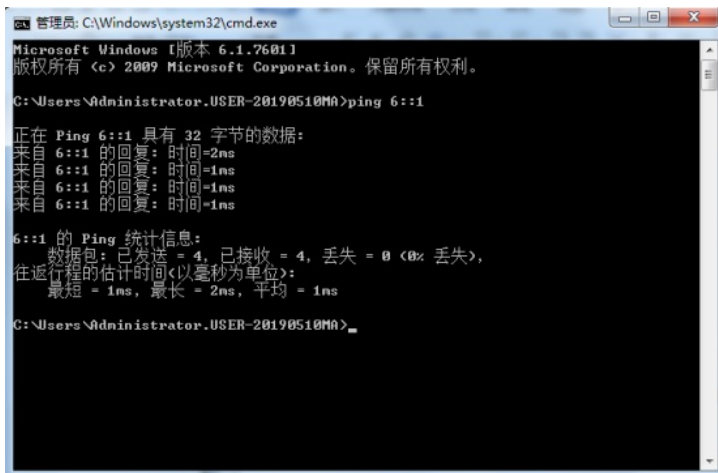 管理员: C:\Windows\system32\cmd.exe
Microsoft Windows [版本 6.1.7601]
版权所有 (c) 2009 Microsoft Corporation。保留所有权利。
C:\Users\Administrator.USER-20190510MA>ping 6::1
正在 Ping 6::1 具有 32 字节的数据:
来自 6::1 的回复: 时间=2ms
来自 6::1 的回复: 时间=1ms
来自 6::1 的回复: 时间=1ms
来自 6::1 的回复: 时间=1ms
6::1 的 Ping 统计信息:
数据包: 已发送 = 4，已接收 = 4，丢失 = 0 (0% 丢失)，
往返行程的估计时间(以毫秒为单位):
最短 = 1ms，最长 = 2ms，平均 = 1ms
C:\Users\Administrator.USER-20190510MA>